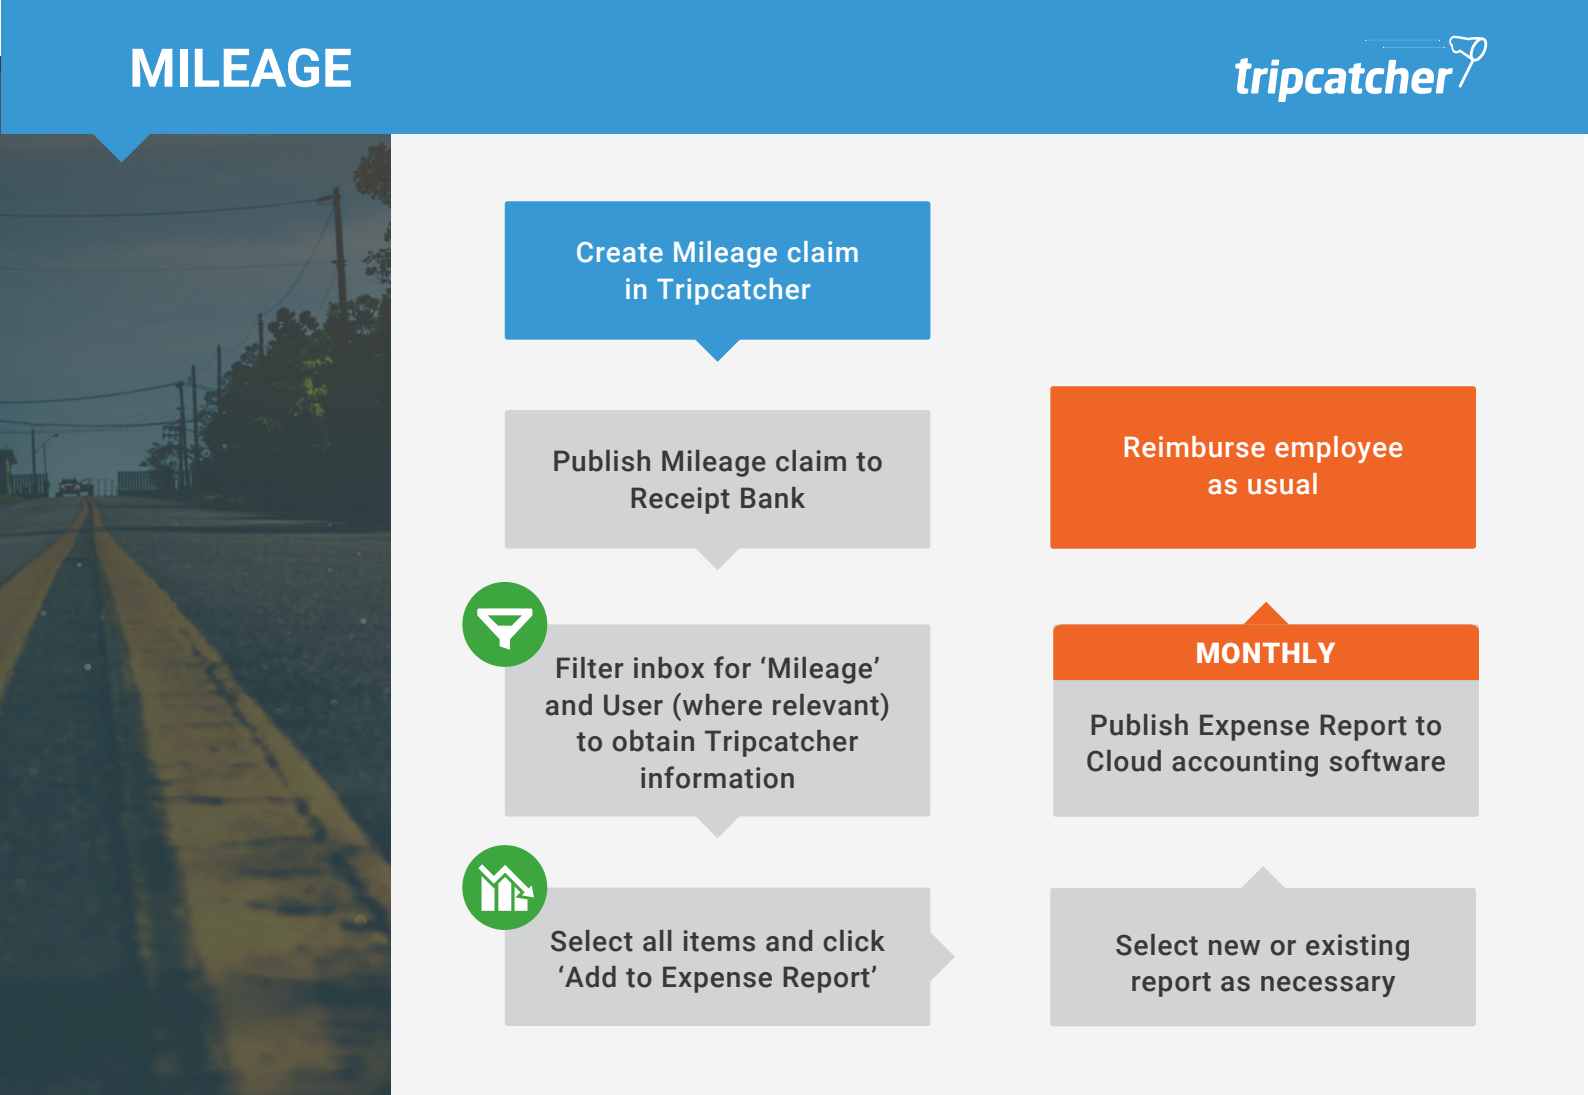 MILEAGE
tripcatcher
Create Mileage claim
in Tripcatcher
Publish Mileage claim to
Receipt Bank
Filter inbox for ‘Mileage’
and User (where relevant)
to obtain Tripcatcher
information
Select all items and click
‘Add to Expense Report’
Select new or existing
report as necessary
MONTHLY
Publish Expense Report to
Cloud accounting software
Reimburse employee
as usual